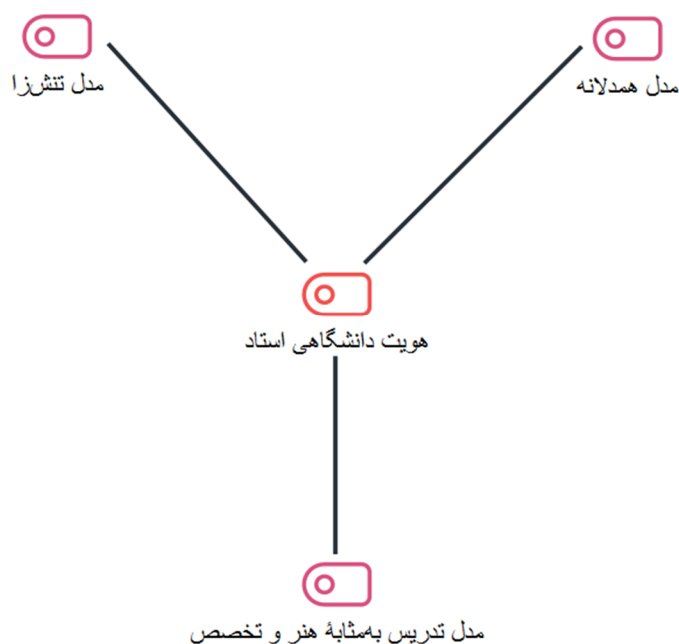 مدل همدلانه
مدل تنش‌زا
هویت دانشگاهی استاد
مدل تدریس به‌مثابهٔ هنر و تخصص